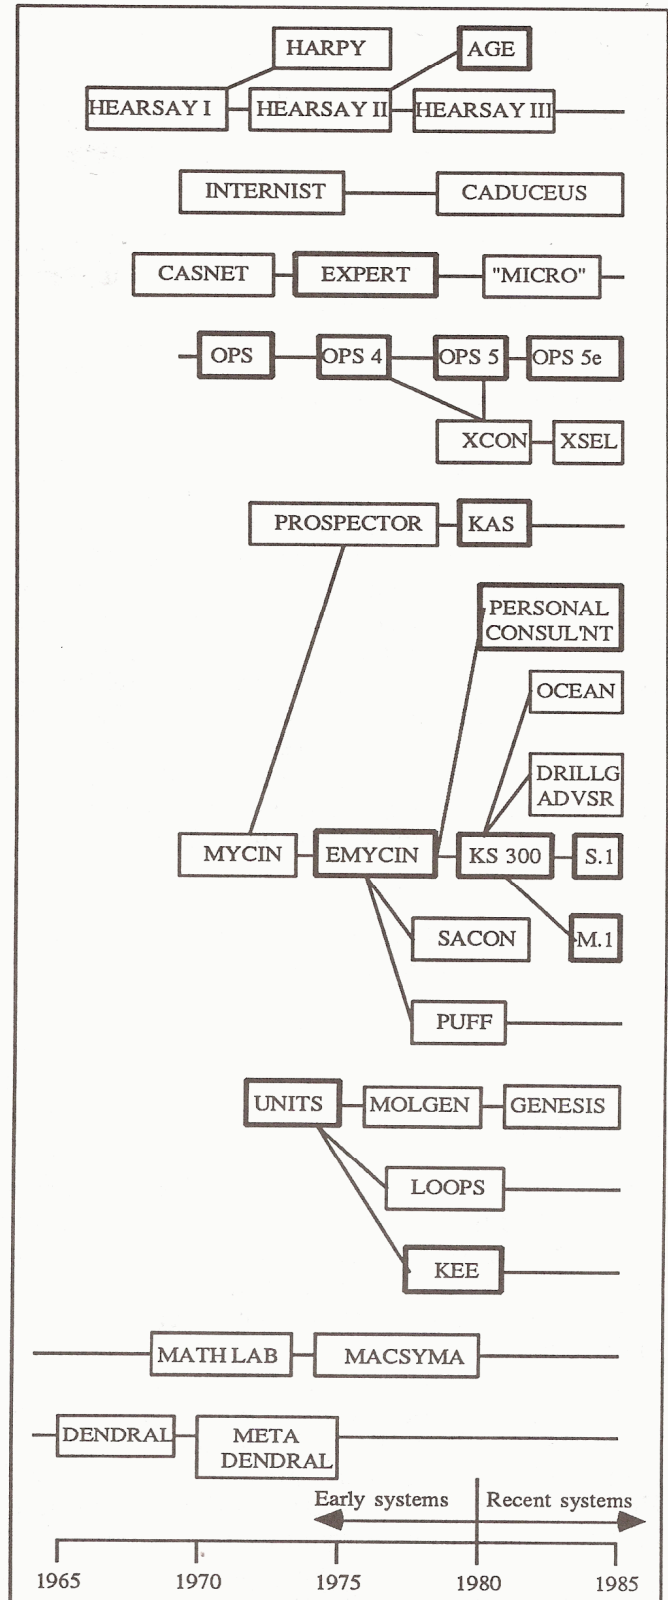 HARPY
AGE
HEARSAY I
HEARSAY II
HEARSAY III
INTERNIST
CADUCEUS
CASNET
EXPERT
"MICRO"
OPS
OPS 4
OPS 5
OPS 5e
XCON
XSEL
PROSPECTOR
KAS
PERSONAL
CONSUL'NT
OCEAN
DRILLG
ADVSR
MYCIN
EMYCIN
KS 300
S.1
SACON
M.1
PUFF
UNITS
MOLGEN
GENESIS
LOOPS
KEE
MATH LAB
MACSYMA
DENDRAL
META
DENDRAL
Early systems
Recent systems
1965
1970
1975
1980
1985